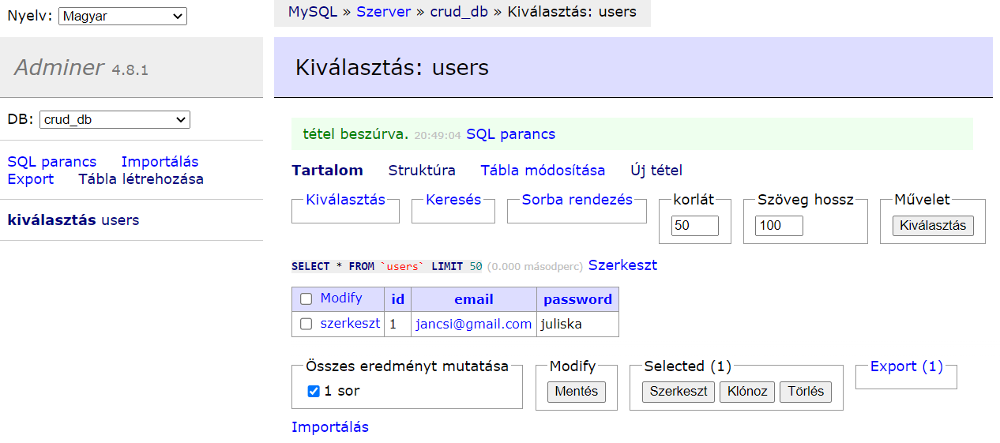 Nyelv: Magyar
MySQL » Szerver » crud_db » Kiválasztás: users
Adminer 4.8.1
Kiválasztás: users
DB: crud_db
tétel beszúrva. 20:49:04 SQL parancs
SQL parancs Importálás
Export Tábla létrehozása
kiválasztás users
Tartalom Struktúra Tábla módosítása Új tétel
Kiválasztás Keresés Sorba rendezés korlát Szöveg hossz Művelet
50 100 Kiválasztás
SELECT * FROM `users` LIMIT 50 (0.000 másodperc) Szerkeszt
Modify id email password
szerkeszt 1 jancsi@gmail.com juliska
Összes eredményt mutatása Modify Selected (1) Export (1)
1 sor Mentés Szerkeszt Klónoz Törlés
Importálás